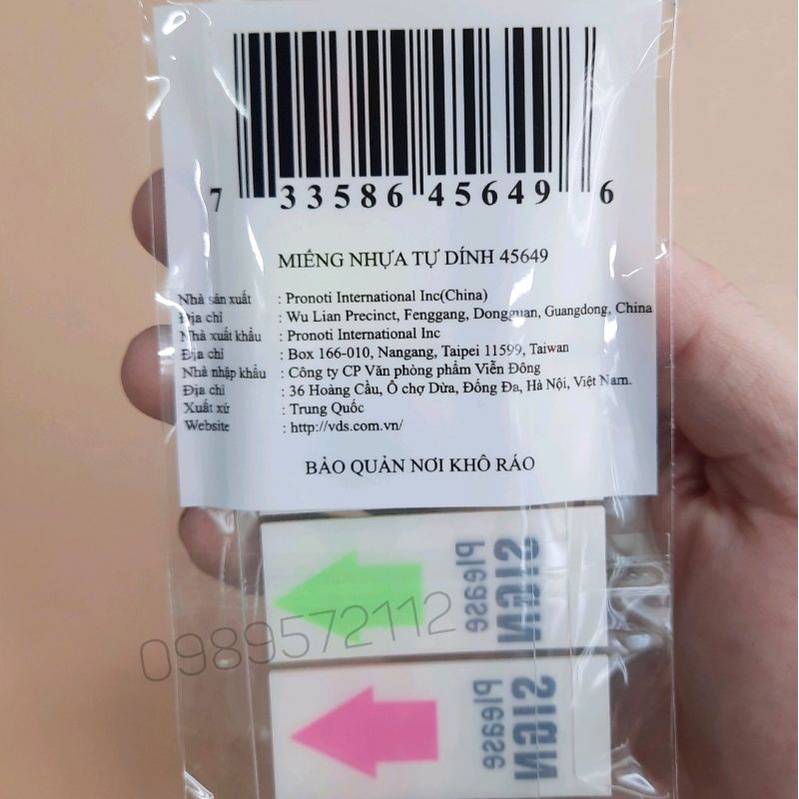 7 33586 45649 6
MIẾNG NHỰA TỰ DÍNH 45649
Nhà sản xuất : Pronoti International Inc(China)
Địa chỉ : Wu Lian Precinct, Fenggang, Dongguan, Guangdong, China
Nhà xuất khẩu : Pronoti International Inc
Địa chỉ : Box 166-010, Nangang, Taipei 11599, Taiwan
Nhà nhập khẩu : Công ty CP Văn phòng phẩm Viễn Đông
Địa chỉ : 36 Hoàng Cầu, Ô chợ Dừa, Đống Đa, Hà Nội, Việt Nam.
Xuất xứ : Trung Quốc
Website : http://vds.com.vn/
BẢO QUẢN NƠI KHÔ RÁO
Please
SIGN
0989572112
Please
SIGN